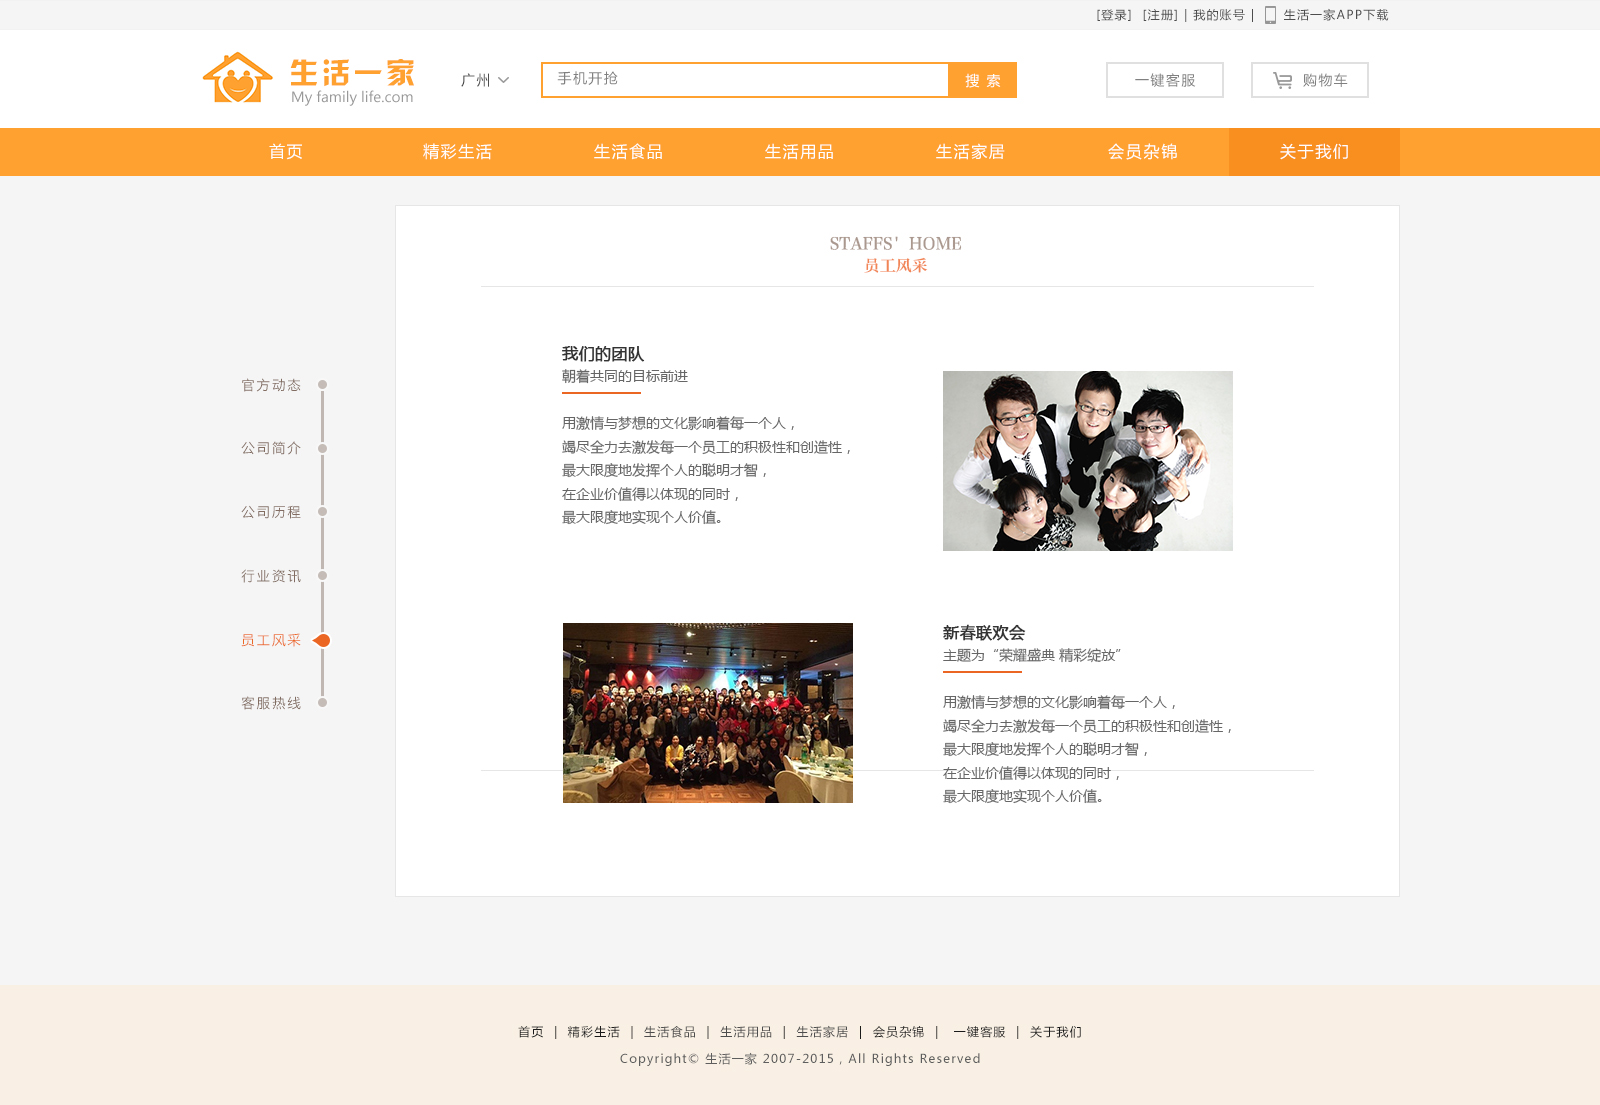 [登录] [注册] | 我的账号 | 生活一家APP下载
生活一家
My family life.com
广州
手机开抢
搜 索
一键客服
购物车
首页 精彩生活 生活食品 生活用品 生活家居 会员杂锦 关于我们
STAFFS' HOME
员工风采
官方动态
公司简介
公司历程
行业资讯
员工风采
客服热线
我们的团队
朝着共同的目标前进
用激情与梦想的文化影响着每一个人，
竭尽全力去激发每一个员工的积极性和创造性，
最大限度地发挥个人的聪明才智，
在企业价值得以体现的同时，
最大限度地实现个人价值。
新春联欢会
主题为“荣耀盛典 精彩绽放”
用激情与梦想的文化影响着每一个人，
竭尽全力去激发每一个员工的积极性和创造性，
最大限度地发挥个人的聪明才智，
在企业价值得以体现的同时，
最大限度地实现个人价值。
首页 | 精彩生活 | 生活食品 | 生活用品 | 生活家居 | 会员杂锦 | 一键客服 | 关于我们
Copyright© 生活一家 2007-2015 , All Rights Reserved